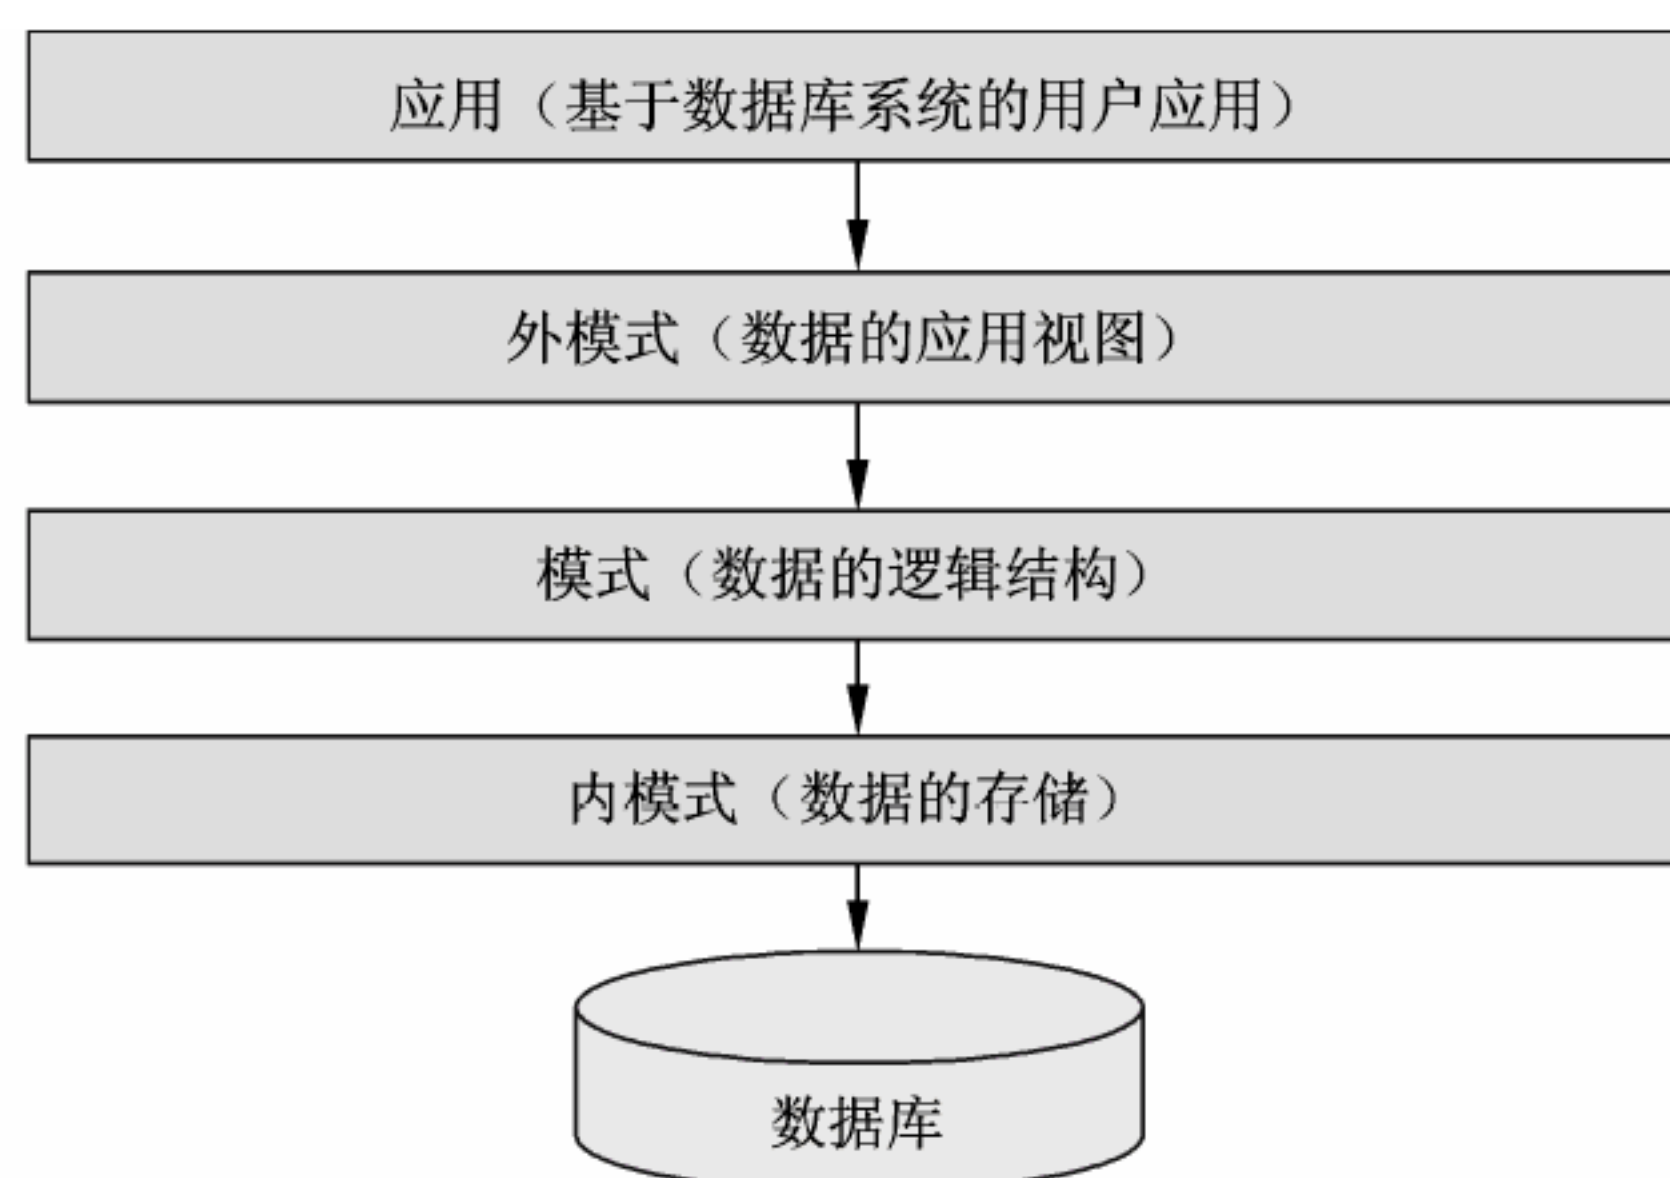 应用（基于数据库系统的用户应用）
外模式（数据的应用视图）
模式（数据的逻辑结构）
内模式（数据的存储）
数据库